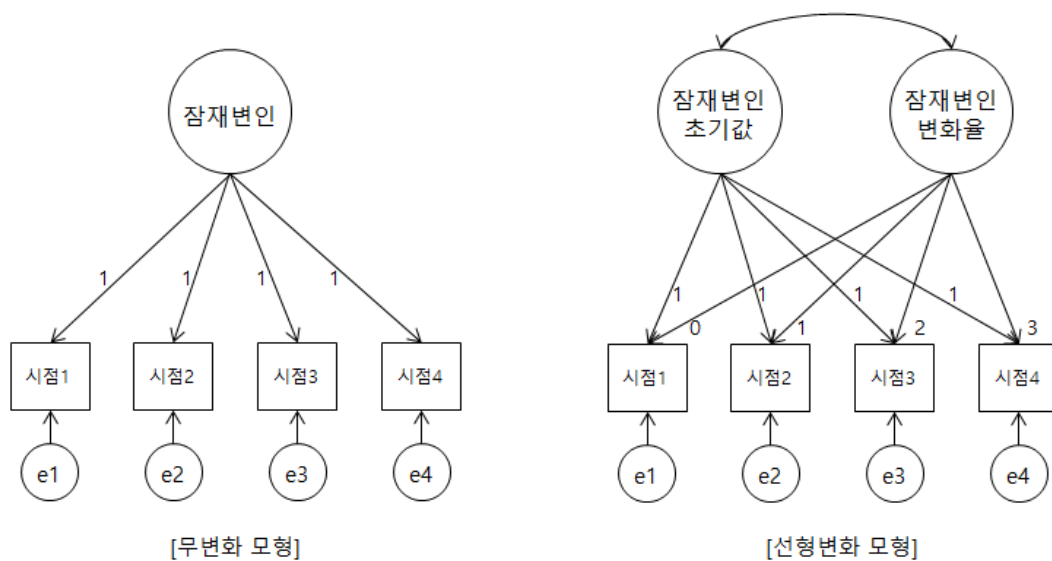 잠재변인
1 1 1 1
시점1 시점2 시점3 시점4
e1 e2 e3 e4
[무변화 모형]
잠재변인
초기값
잠재변인
변화율
1 1 1 1
0 1 2 3
시점1 시점2 시점3 시점4
e1 e2 e3 e4
[선형변화 모형]